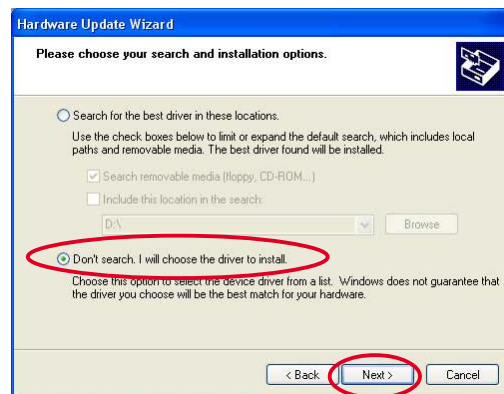 Hardware Update Wizard
Please choose your search and installation options.
Search for the best driver in these locations.
Use the check boxes below to limit or expand the default search, which includes local
paths and removable media. The best driver found will be installed.
Search removable media (floppy, CD-ROM...)
Include this location in the search:
D:\
Browse
Don't search. I will choose the driver to install.
Choose this option to select the device driver from a list. Windows does not guarantee that
the driver you choose will be the best match for your hardware.
< Back
Next >
Cancel